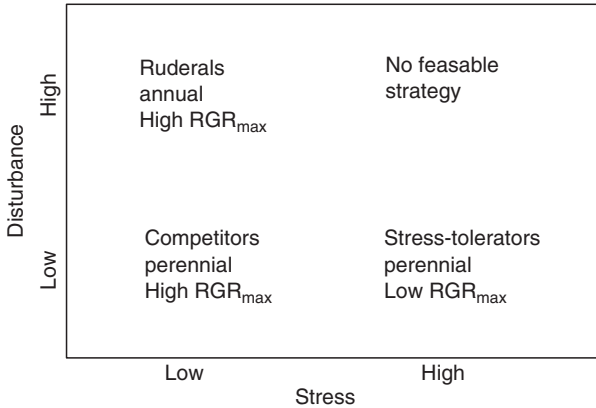 Disturbance
High
Low
Ruderals
annual
High RGRmax
No feasable
strategy
Competitors
perennial
High RGRmax
Stress-tolerators
perennial
Low RGRmax
Low
High
Stress